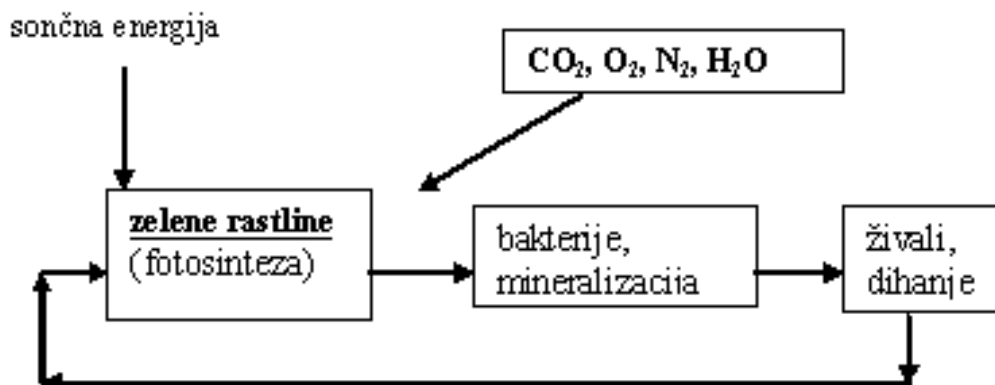 sončna energija
CO₂, O₂, N₂, H₂O
zelene rastline
(fotosinteza)
bakterije,
mineralizacija
živali,
dihanje